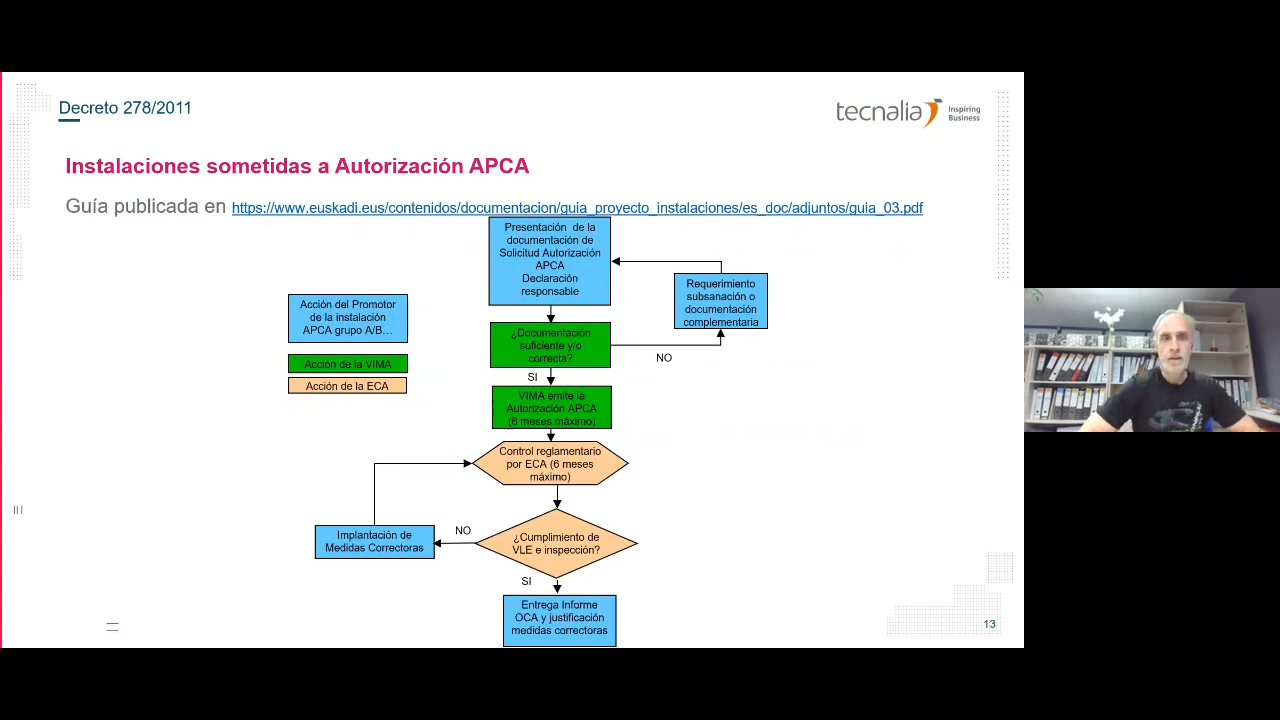 Decreto 278/2011
tecnalia
Inspiring
Business
Instalaciones sometidas a Autorización APCA
Guía publicada en https://www.euskadi.eus/contenidos/documentacion/guia_proyecto_instalaciones/es_doc/adjuntos/guia_03.pdf
Presentación de la
documentación de
Solicitud Autorización
APCA
Declaración
responsable
Requerimiento
subsanación o
documentación
complementaria
Acción del Promotor
de la instalación
APCA grupo A/B...
Acción de la VIMA
Acción de la ECA
¿Documentación
suficiente y/o
correcta?
NO
SI
VIMA emite la
Autorización APCA
(6 meses máximo)
Control reglamentario
por ECA (6 meses
máximo)
¿Cumplimiento de
VLE e inspección?
NO
Implantación de
Medidas Correctoras
SI
Entrega Informe
OCA y justificación
medidas correctoras
13